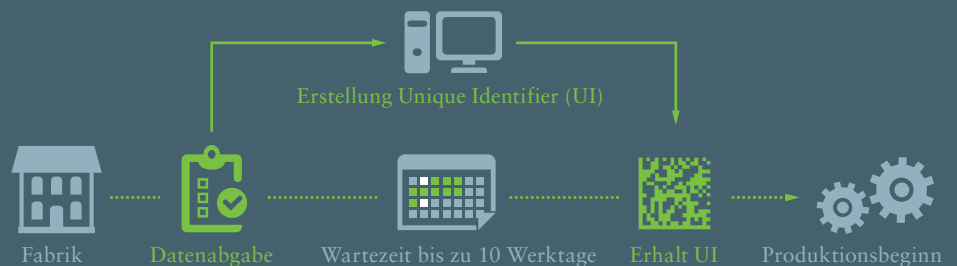 Erstellung Unique Identifier (UI)
Fabrik
Datenabgabe
Wartezeit bis zu 10 Werktage
Erhalt UI
Produktionsbeginn